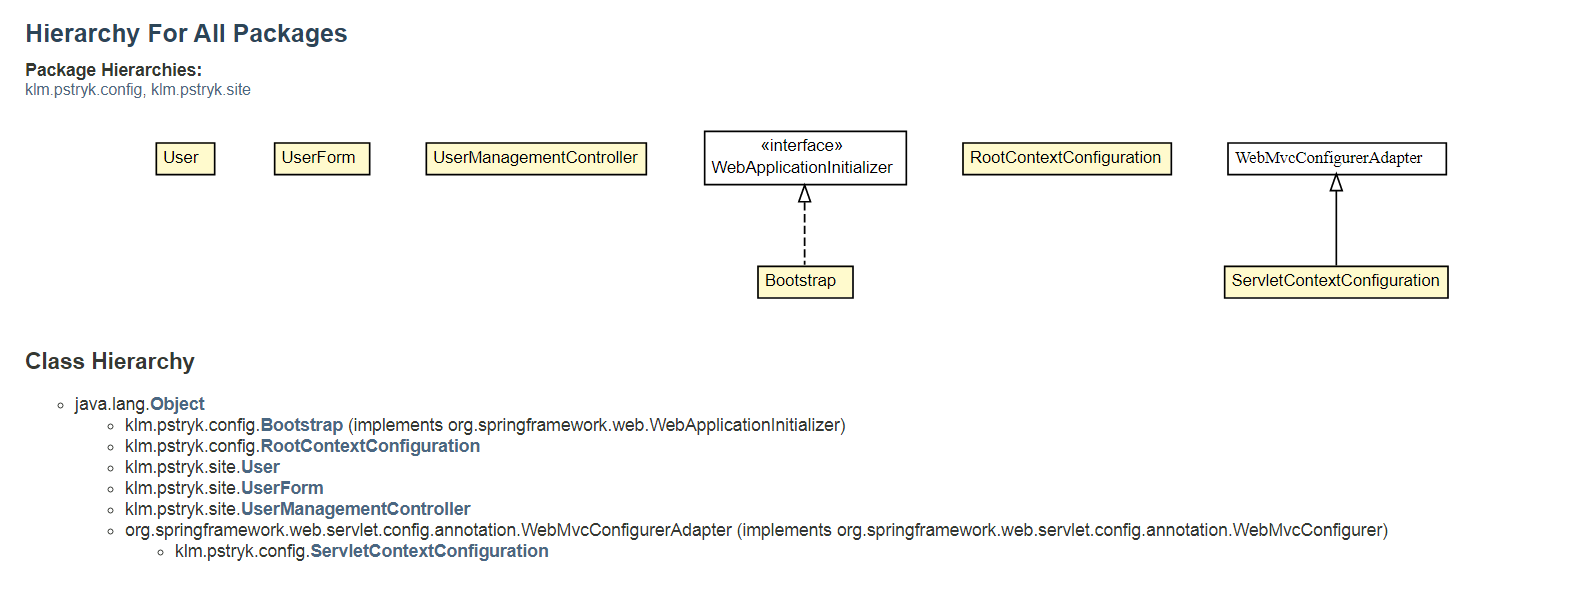 Hierarchy For All Packages
Package Hierarchies:
klm.pstryk.config, klm.pstryk.site
User
UserForm
UserManagementController
«interface»
WebApplicationInitializer
RootContextConfiguration
WebMvcConfigurerAdapter
Bootstrap
ServletContextConfiguration
Class Hierarchy
java.lang.Object
klm.pstryk.config.Bootstrap (implements org.springframework.web.WebApplicationInitializer)
klm.pstryk.config.RootContextConfiguration
klm.pstryk.site.User
klm.pstryk.site.UserForm
klm.pstryk.site.UserManagementController
org.springframework.web.servlet.config.annotation.WebMvcConfigurerAdapter (implements org.springframework.web.servlet.config.annotation.WebMvcConfigurer)
klm.pstryk.config.ServletContextConfiguration